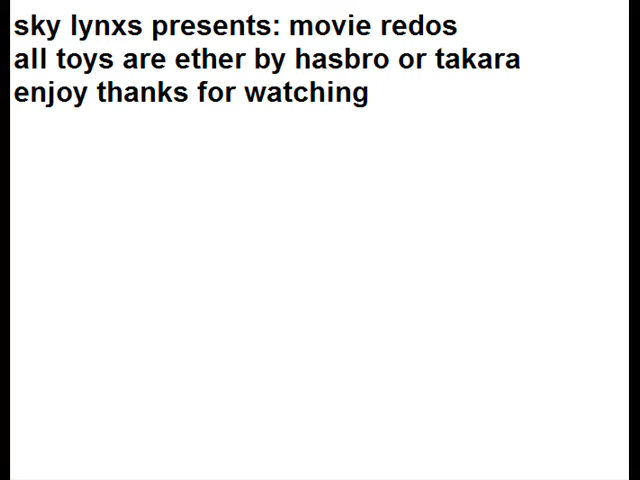 sky lynxs presents: movie redos
all toys are ether by hasbro or takara
enjoy thanks for watching